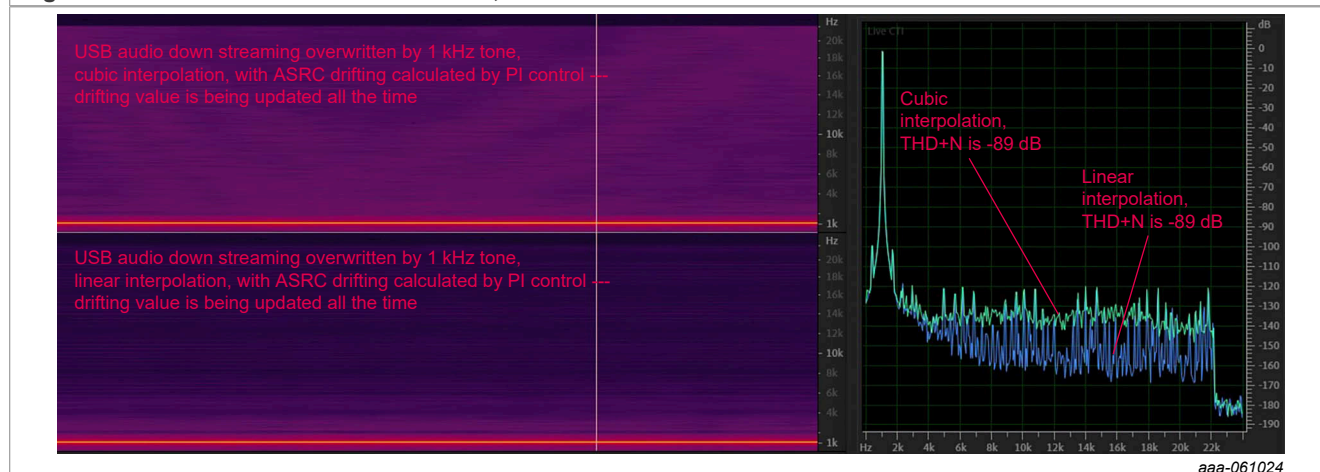 USB audio down streaming overwritten by 1 kHz tone,
cubic interpolation, with ASRC drifting calculated by PI control ---
drifting value is being updated all the time
Hz
20k
18k
16k
14k
12k
10k
8k
6k
4k
1k
USB audio down streaming overwritten by 1 kHz tone,
linear interpolation, with ASRC drifting calculated by PI control ---
drifting value is being updated all the time
Hz
20k
18k
16k
14k
12k
10k
8k
6k
4k
1k
Live CTI
Cubic
interpolation,
THD+N is -89 dB
Linear
interpolation,
THD+N is -89 dB
dB
0
-10
-20
-30
-40
-50
-60
-70
-80
-90
-100
-110
-120
-130
-140
-150
-160
-170
-180
-190
Hz 2k 4k 6k 8k 10k 12k 14k 16k 18k 20k 22k
aaa-061024